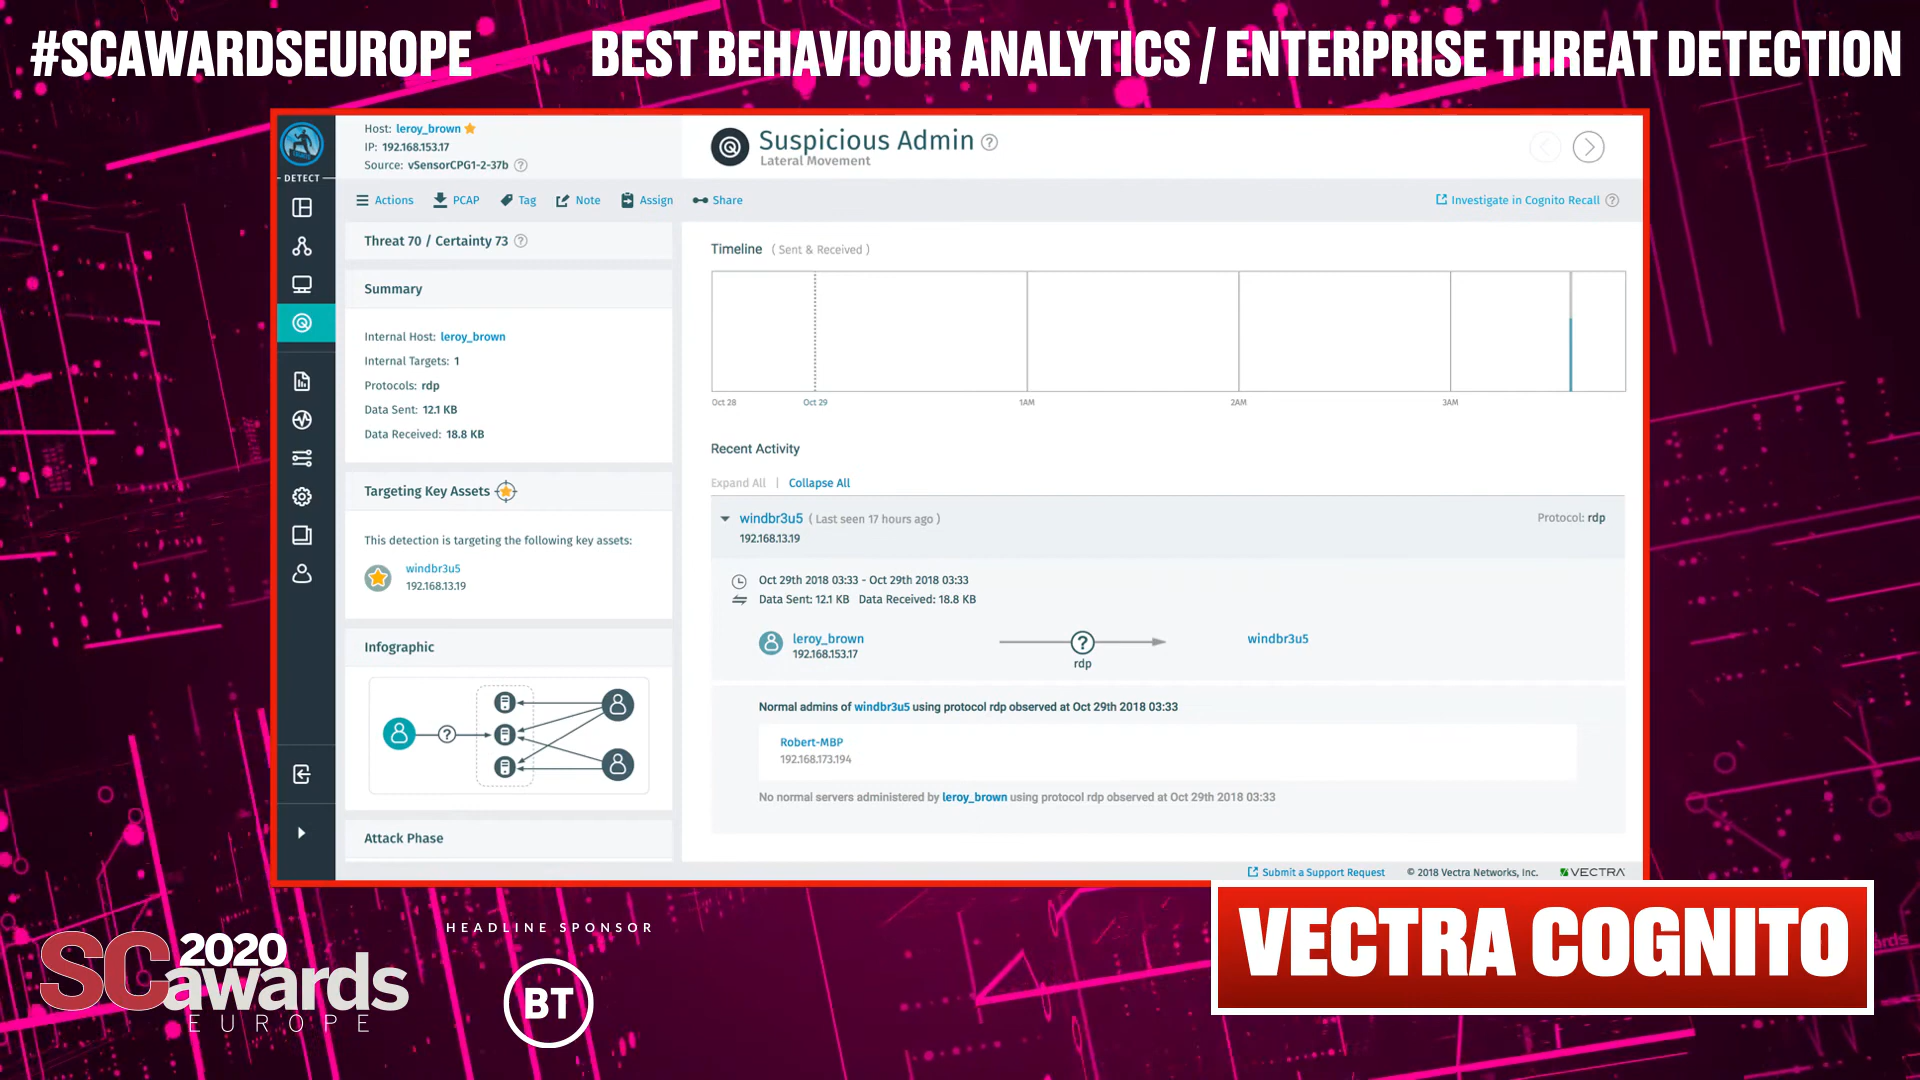 #SCAWARDSEUROPE
BEST BEHAVIOUR ANALYTICS / ENTERPRISE THREAT DETECTION
Host: leroy_brown
IP: 192.168.153.17
Source: vSensorCPG1-2-37b ?
Suspicious Admin ?
Lateral Movement
DETECT
Actions PCAP Tag Note Assign Share
Investigate in Cognito Recall ?
Threat 70 / Certainty 73 ?
Summary
Internal Host: leroy_brown
Internal Targets: 1
Protocols: rdp
Data Sent: 12.1 KB
Data Received: 18.8 KB
Targeting Key Assets
This detection is targeting the following key assets:
windbr3u5
192.168.13.19
Infographic
?
Attack Phase
Timeline ( Sent & Received )
Oct 28 Oct 29 1AM 2AM 3AM
Recent Activity
Expand All | Collapse All
windbr3u5 ( Last seen 17 hours ago )
Protocol: rdp
192.168.13.19
Oct 29th 2018 03:33 - Oct 29th 2018 03:33
Data Sent: 12.1 KB Data Received: 18.8 KB
leroy_brown
192.168.153.17
?
rdp
windbr3u5
Normal admins of windbr3u5 using protocol rdp observed at Oct 29th 2018 03:33
Robert-MBP
192.168.173.194
No normal servers administered by leroy_brown using protocol rdp observed at Oct 29th 2018 03:33
Submit a Support Request © 2018 Vectra Networks, Inc. VECTRA
VECTRA COGNITO
SC 2020
awards
EUROPE
HEADLINE SPONSOR
BT